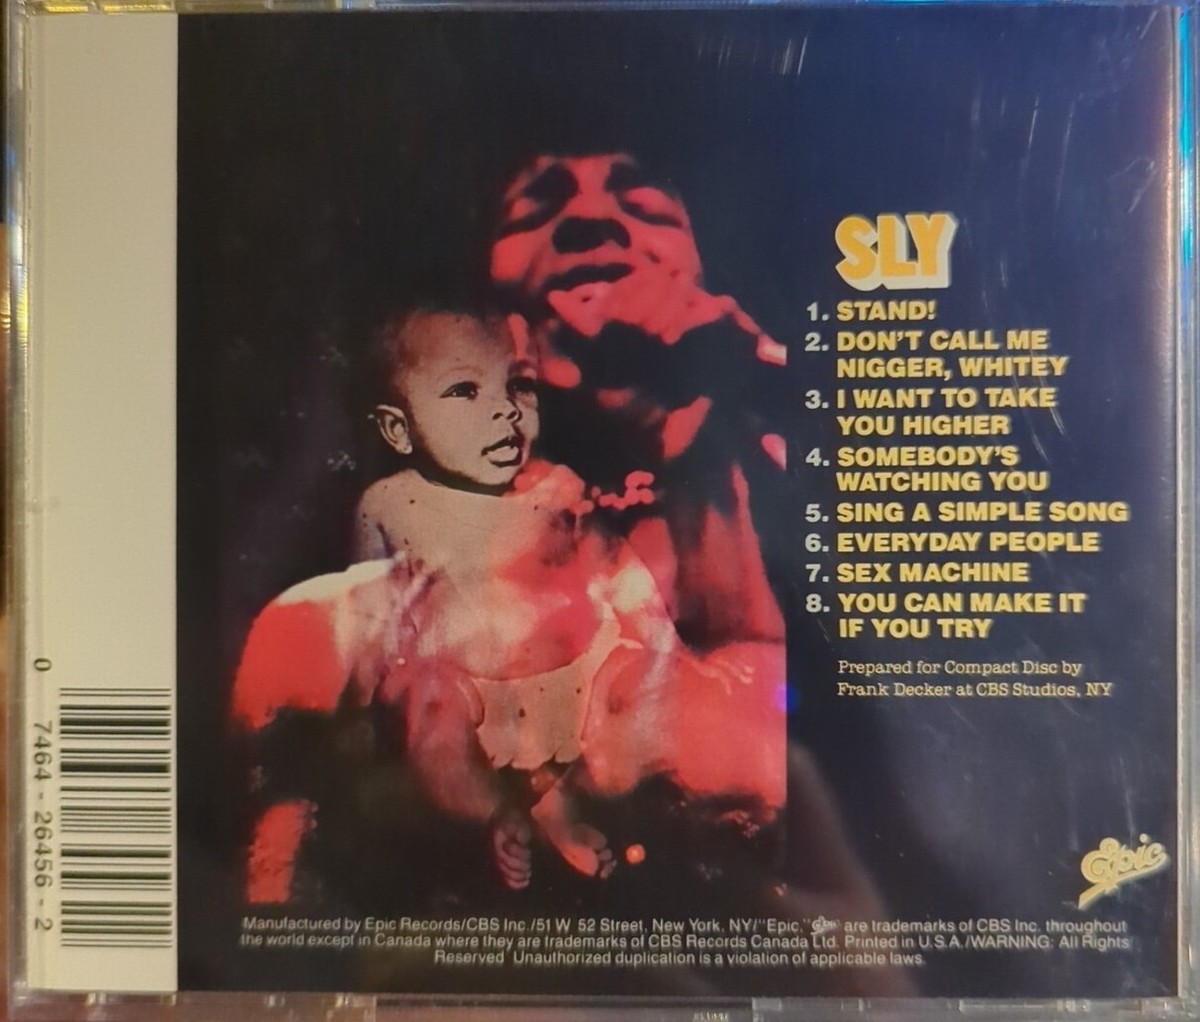 SLY
1. STAND!
2. DON'T CALL ME
NIGGER, WHITEY
3. I WANT TO TAKE
YOU HIGHER
4. SOMEBODY'S
WATCHING YOU
5. SING A SIMPLE SONG
6. EVERYDAY PEOPLE
7. SEX MACHINE
8. YOU CAN MAKE IT
IF YOU TRY
Prepared for Compact Disc by
Frank Decker at CBS Studios, NY
Epic
Manufactured by Epic Records/CBS Inc./51 W. 52 Street, New York, NY/"Epic," Epic are trademarks of CBS Inc. throughout
the world except in Canada where they are trademarks of CBS Records Canada Ltd. Printed in U.S.A./WARNING: All Rights
Reserved Unauthorized duplication is a violation of applicable laws.
0 7464-26456-2